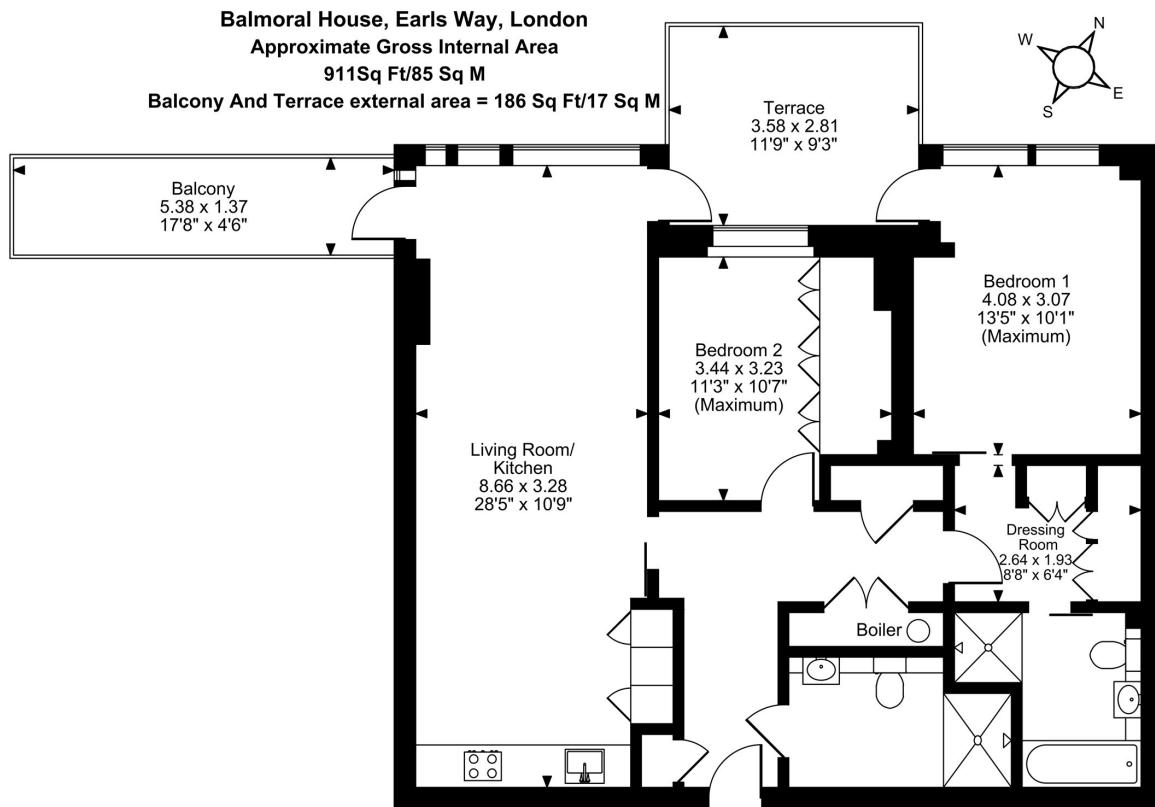 Balmoral House, Earls Way, London
Approximate Gross Internal Area
911Sq Ft/85 Sq M
Balcony And Terrace external area = 186 Sq Ft/17 Sq M
N
W
E
S
Terrace
3.58 x 2.81
11'9" x 9'3"
Balcony
5.38 x 1.37
17'8" x 4'6"
Bedroom 1
4.08 x 3.07
13'5" x 10'1"
(Maximum)
Bedroom 2
3.44 x 3.23
11'3" x 10'7"
(Maximum)
Living Room/
Kitchen
8.66 x 3.28
28'5" x 10'9"
Dressing
Room
2.64 x 1.93
8'8" x 6'4"
Boiler